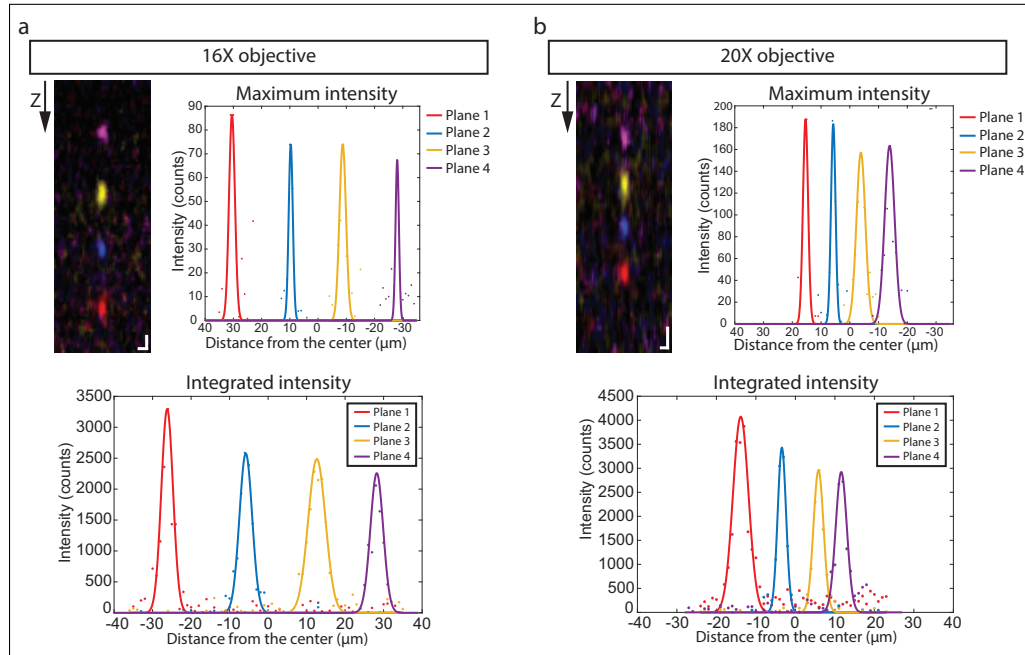 a
16X objective
Z
Maximum intensity
Intensity (counts)
90
80
70
60
50
40
30
20
10
0
40 30 20 10 0 -10 -20 -30
Distance from the center (μm)
Plane 1
Plane 2
Plane 3
Plane 4
Integrated intensity
Intensity (counts)
3500
3000
2500
2000
1500
1000
500
0
-40 -30 -20 -10 0 10 20 30 40
Distance from the center (μm)
Plane 1
Plane 2
Plane 3
Plane 4
b
20X objective
Z
Maximum intensity
Intensity (counts)
200
180
160
140
120
100
80
60
40
20
0
20 10 0 -10 -20 -30
Distance from the center (μm)
Plane 1
Plane 2
Plane 3
Plane 4
Integrated intensity
Intensity (counts)
4500
4000
3500
3000
2500
2000
1500
1000
500
0
-40 -30 -20 -10 0 10 20 30 40
Distance from the center (μm)
Plane 1
Plane 2
Plane 3
Plane 4